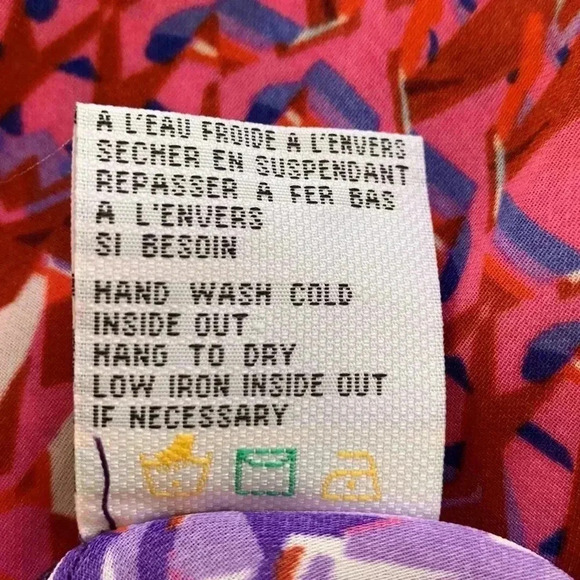 A L'EAU FROIDE A L'ENVERS
SECHER EN SUSPENDANT
REPASSER A FER BAS
A L'ENVERS
SI BESOIN
HAND WASH COLD
INSIDE OUT
HANG TO DRY
LOW IRON INSIDE OUT
IF NECESSARY